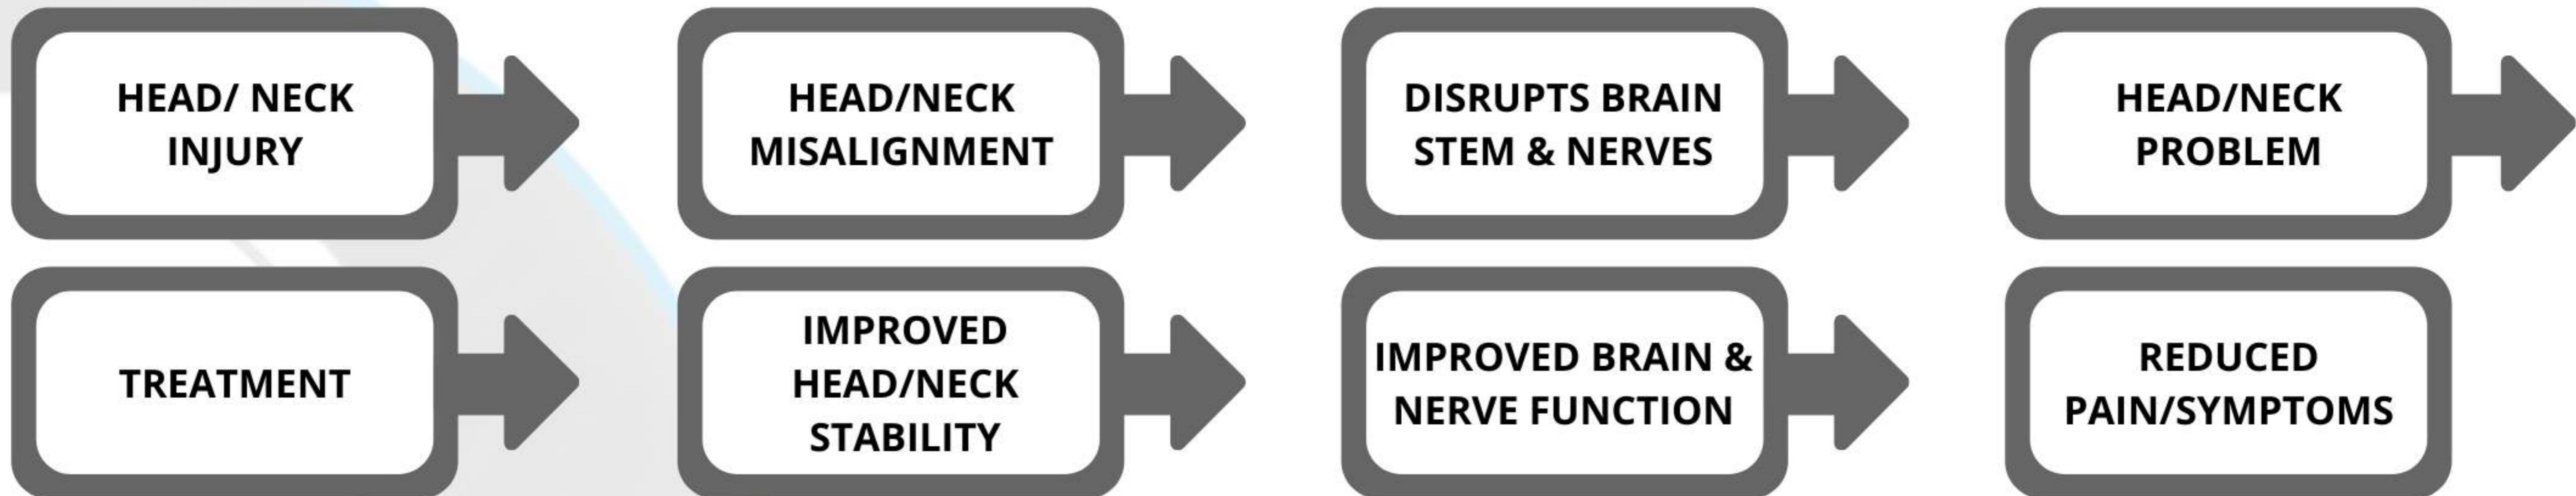 HEAD/ NECK
INJURY
HEAD/NECK
MISALIGNMENT
DISRUPTS BRAIN
STEM & NERVES
HEAD/NECK
PROBLEM
TREATMENT
IMPROVED
HEAD/NECK
STABILITY
IMPROVED BRAIN &
NERVE FUNCTION
REDUCED
PAIN/SYMPTOMS